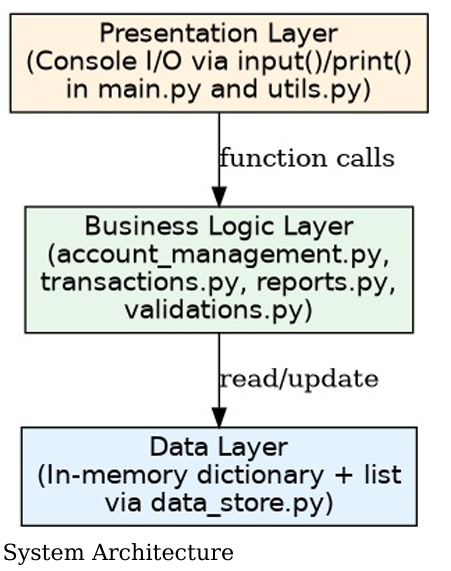 Presentation Layer
(Console I/O via input()/print()
in main.py and utils.py)
function calls
Business Logic Layer
(account_management.py,
transactions.py, reports.py,
validations.py)
read/update
Data Layer
(In-memory dictionary + list
via data_store.py)
System Architecture